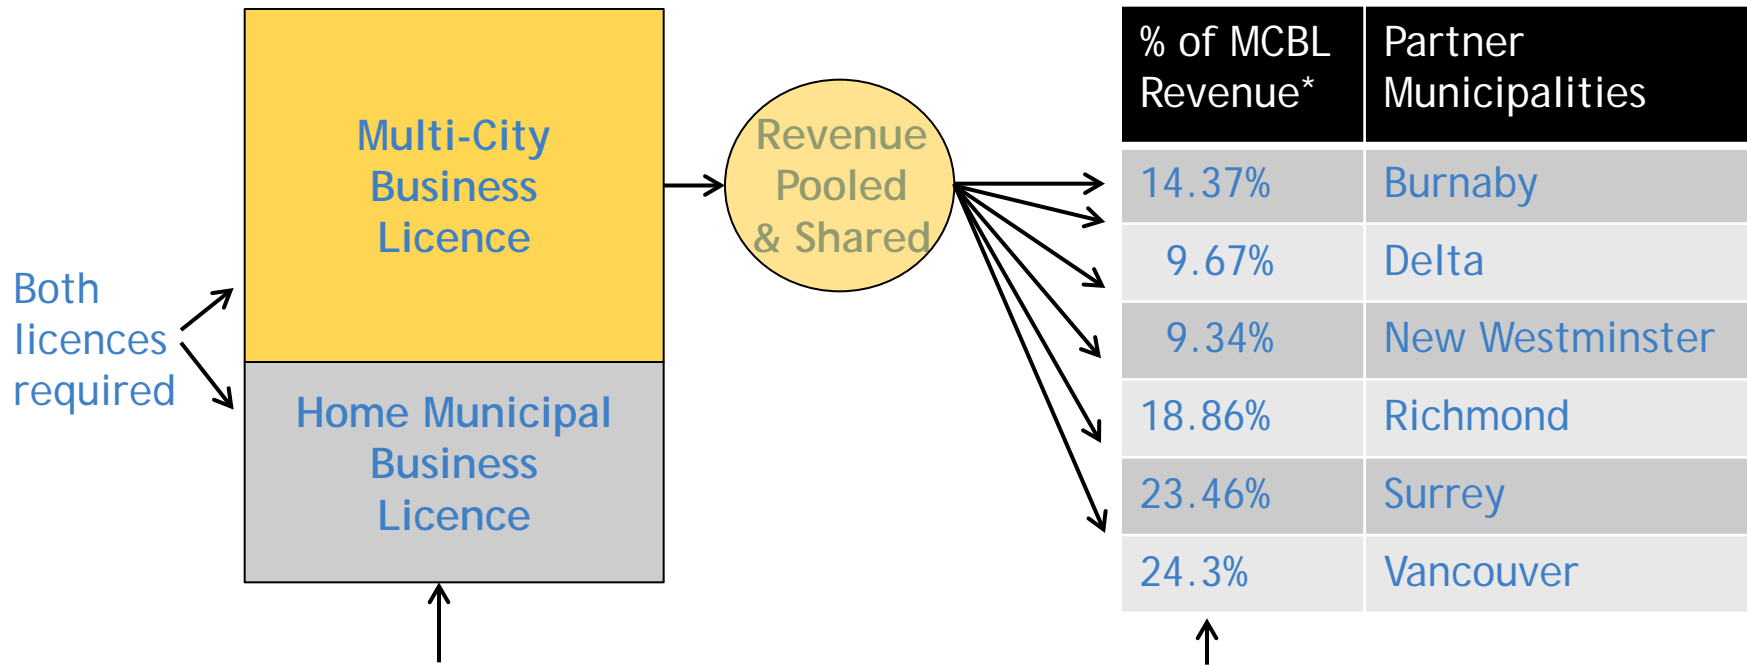 Both
licences
required
Multi-City
Business
Licence
Home Municipal
Business
Licence
Revenue
Pooled
& Shared
% of MCBL
Revenue*
Partner
Municipalities
14.37% Burnaby
9.67% Delta
9.34% New Westminster
18.86% Richmond
23.46% Surrey
24.3% Vancouver